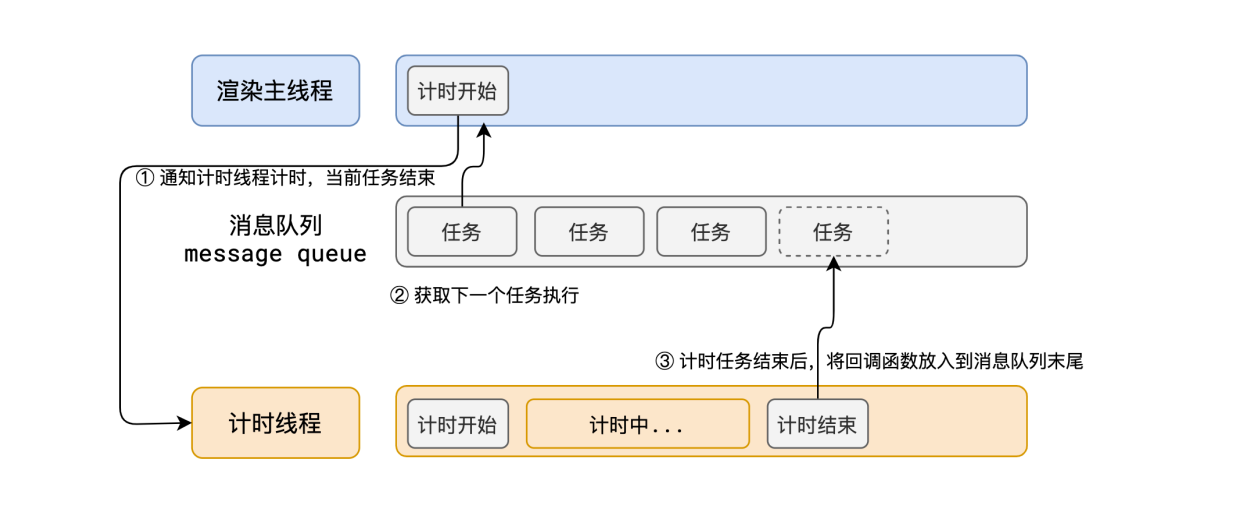 渲染主线程
计时开始
① 通知计时线程计时，当前任务结束
消息队列
message queue
任务
任务
任务
任务
② 获取下一个任务执行
③ 计时任务结束后，将回调函数放入到消息队列末尾
计时线程
计时开始
计时中...
计时结束